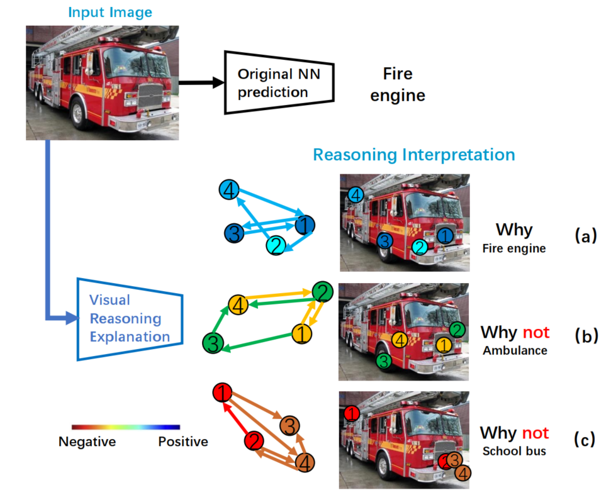 Input Image
Original NN
prediction
Fire
engine
Reasoning Interpretation
4
3
1
2
4
3
2
1
Why
Fire engine
(a)
Visual
Reasoning
Explanation
4
2
1
3
2
4
1
3
Why not
Ambulance
(b)
Negative
Positive
1
3
2
4
1
1
3
4
Why not
School bus
(c)